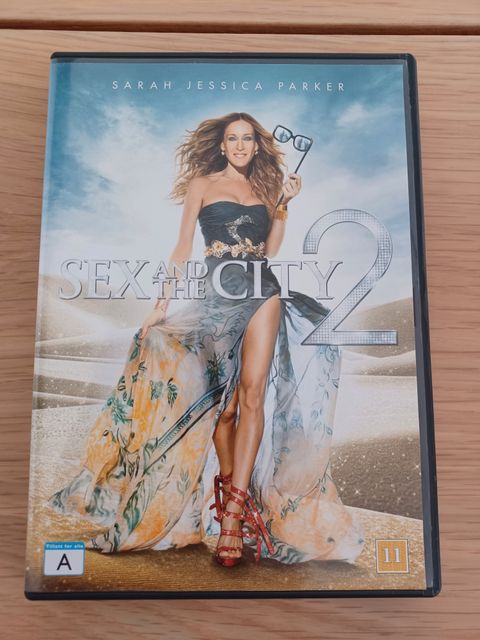 SARAH JESSICA PARKER
SEX AND THE CITY 2
Tillatt for alle
A
11